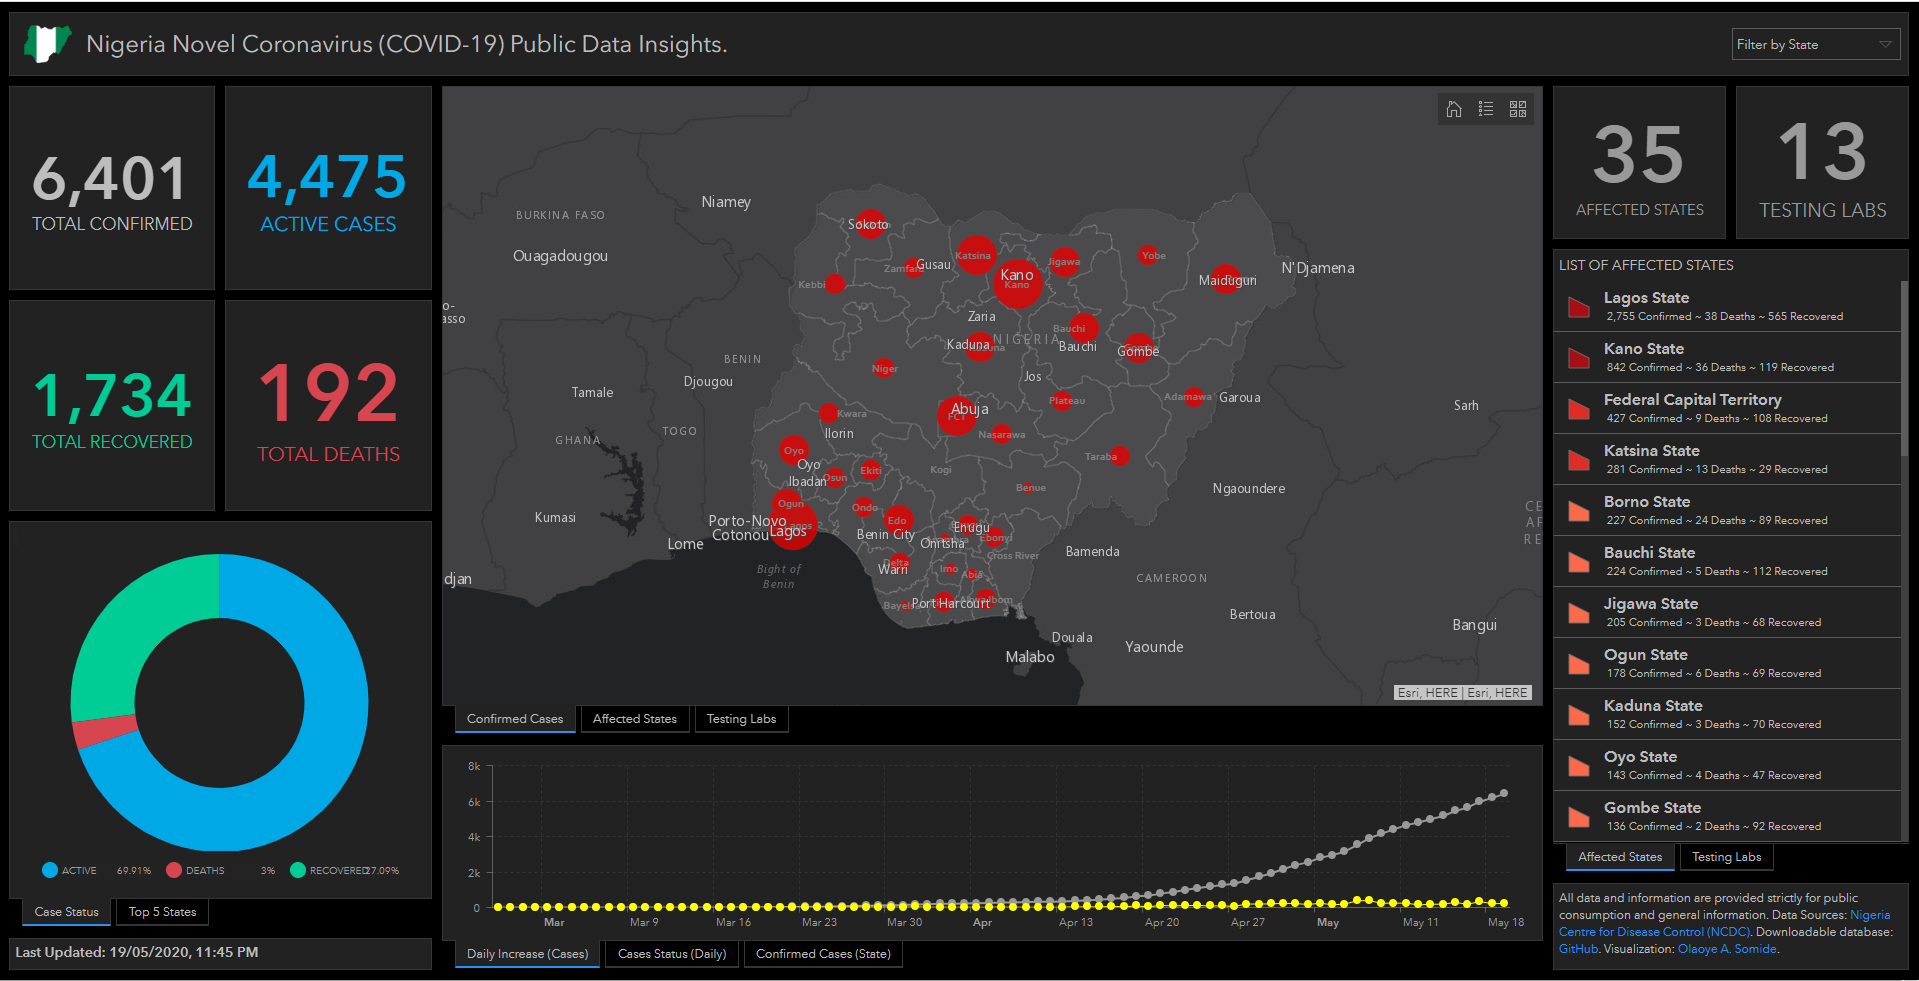 Nigeria Novel Coronavirus (COVID-19) Public Data Insights.
Filter by State
6,401
TOTAL CONFIRMED
4,475
ACTIVE CASES
1,734
TOTAL RECOVERED
192
TOTAL DEATHS
ACTIVE 69.91%
DEATHS 3%
RECOVERED 27.09%
Case Status
Top 5 States
Last Updated: 19/05/2020, 11:45 PM
BURKINA FASO
Niamey
Ouagadougou
Sokoto
Zamfara
Gusau
Katsina
Kano
Kano
Jigawa
Yobe
Maiduguri
N'Djamena
Kebbi
o-
asso
Zaria
Kaduna
NIGERIA
Bauchi
Bauchi
Gombe
BENIN
Djougou
Niger
Jos
Tamale
Plateau
Adamawa
Garoua
Sarh
Abuja
FCT
Kwara
Ilorin
Nasarawa
GHANA
TOGO
Oyo
Oyo
Ibadan
Osun
Ekiti
Kogi
Taraba
Benue
Ngaoundere
CE
AF
RE
Kumasi
Ogun
Ondo
Edo
Porto-Novo
Cotonou
Lagos
Lome
Benin City
Enugu
Onitsha
Ebonyi
Cross River
Bamenda
Bight of
Benin
Delta
Warri
Imo
Abia
CAMEROON
djan
Bayelsa
Port Harcourt
Bertoua
Bangui
Douala
Yaounde
Malabo
Esri, HERE | Esri, HERE
Confirmed Cases
Affected States
Testing Labs
8k
6k
4k
2k
0
Mar
Mar 9
Mar 16
Mar 23
Mar 30
Apr
Apr 13
Apr 20
Apr 27
May
May 11
May 18
Daily Increase (Cases)
Cases Status (Daily)
Confirmed Cases (State)
35
AFFECTED STATES
13
TESTING LABS
LIST OF AFFECTED STATES
Lagos State
2,755 Confirmed ~ 38 Deaths ~ 565 Recovered
Kano State
842 Confirmed ~ 36 Deaths ~ 119 Recovered
Federal Capital Territory
427 Confirmed ~ 9 Deaths ~ 108 Recovered
Katsina State
281 Confirmed ~ 13 Deaths ~ 29 Recovered
Borno State
227 Confirmed ~ 24 Deaths ~ 89 Recovered
Bauchi State
224 Confirmed ~ 5 Deaths ~ 112 Recovered
Jigawa State
205 Confirmed ~ 3 Deaths ~ 68 Recovered
Ogun State
178 Confirmed ~ 6 Deaths ~ 69 Recovered
Kaduna State
152 Confirmed ~ 3 Deaths ~ 70 Recovered
Oyo State
143 Confirmed ~ 4 Deaths ~ 47 Recovered
Gombe State
136 Confirmed ~ 2 Deaths ~ 92 Recovered
Affected States
Testing Labs
All data and information are provided strictly for public
consumption and general information. Data Sources: Nigeria
Centre for Disease Control (NCDC). Downloadable database:
GitHub. Visualization: Olaoye A. Somide.